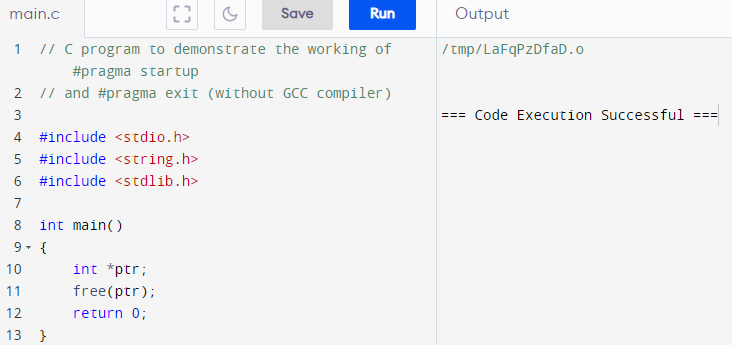 main.c Save Run Output
1 // C program to demonstrate the working of
#pragma startup
2 // and #pragma exit (without GCC compiler)
3
4 #include <stdio.h>
5 #include <string.h>
6 #include <stdlib.h>
7
8 int main()
9 {
10 int *ptr;
11 free(ptr);
12 return 0;
13 }
/tmp/LaFqPzDfaD.o
=== Code Execution Successful ===